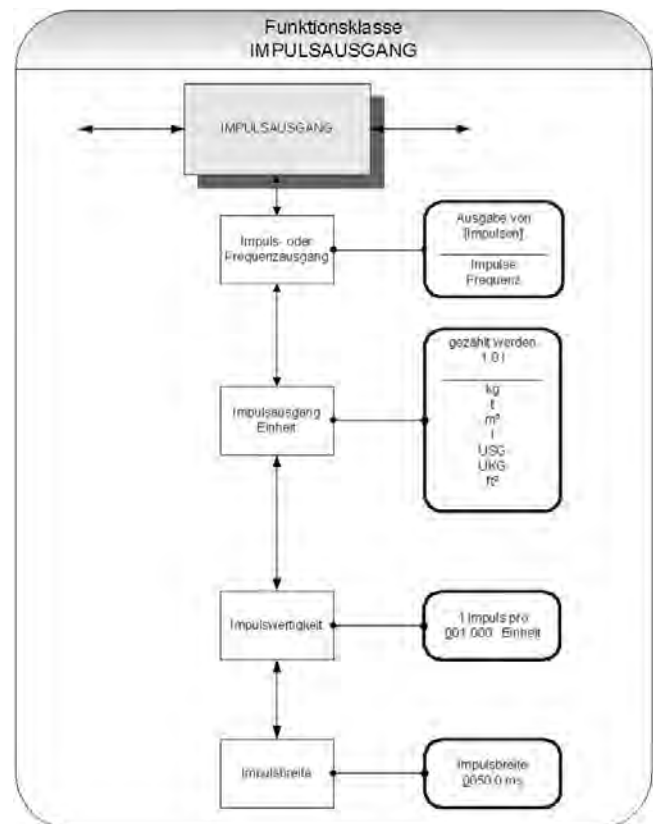 Funktionsklasse
IMPULSAUSGANG
IMPULSAUSGANG
Impuls- oder
Frequenzausgang
Ausgabe von
[Impulsen]
Impulse
Frequenz
Impulsausgang
Einheit
gezählt werden
1.0 l
kg
t
m³
l
USG
UKG
ft³
Impulswertigkeit
1 Impuls pro
001.000 Einheit
Impulsbreite
Impulsbreite
0050.0 ms